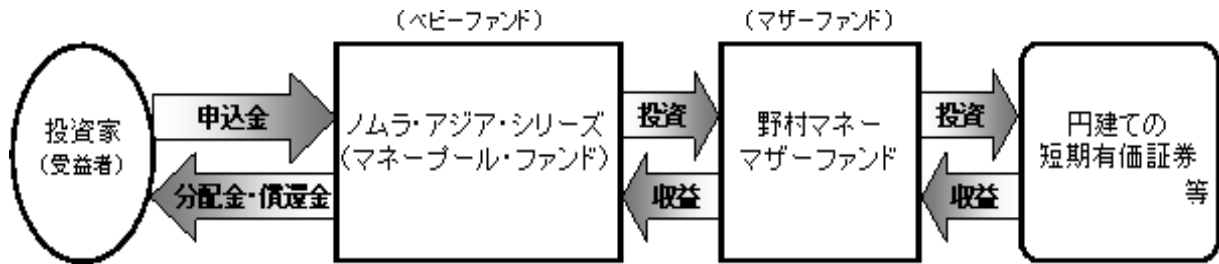 (ベビーファンド)
(マザーファンド)
投資家
(受益者)
申込金
分配金・償還金
ノムラ・アジア・シリーズ
(マネープール・ファンド)
投資
収益
野村マネー
マザーファンド
投資
収益
円建ての
短期有価証券
等